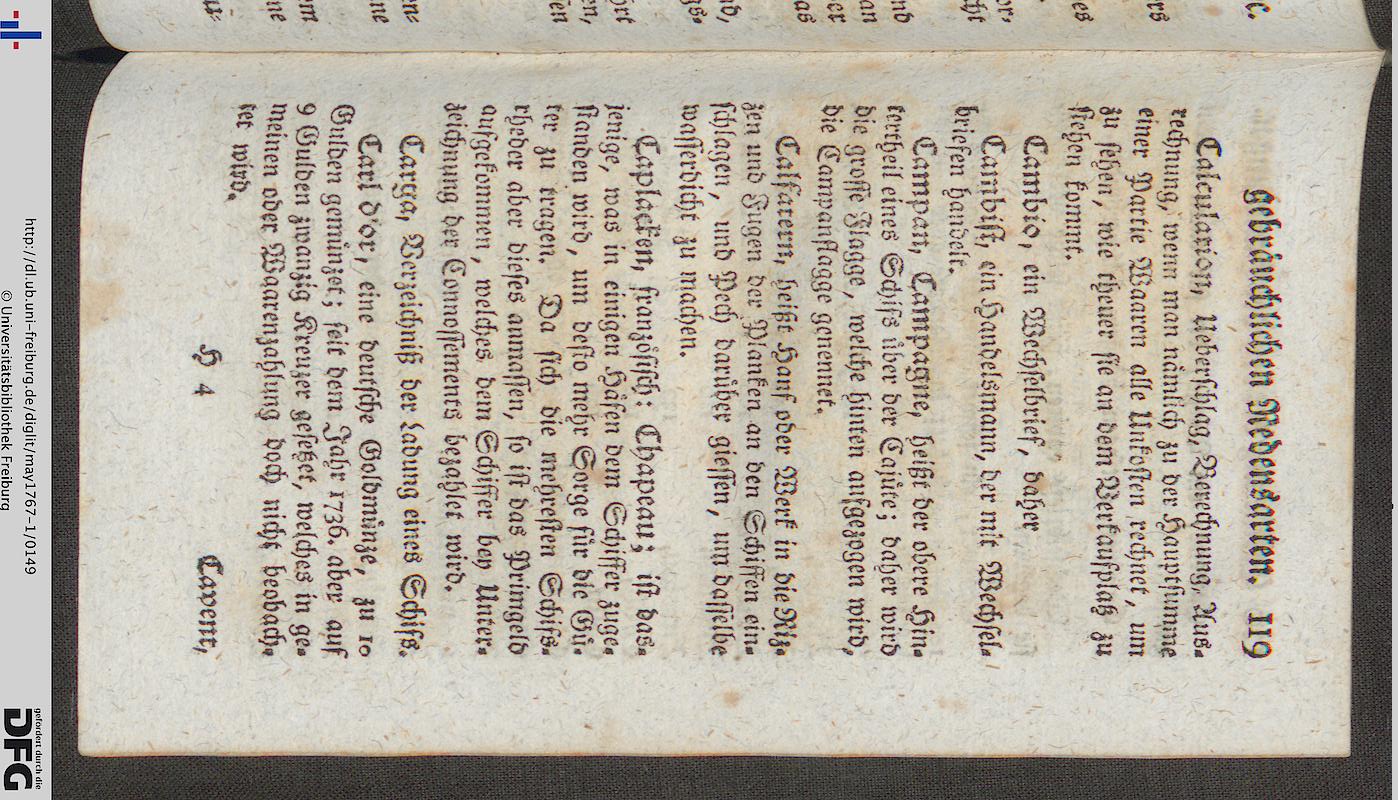 gebräuchlichen Redensarten. 119
Calculation, Ueberschlag, Berechnung, Aus-
rechnung, wenn man nämlich zu der Hauptsumme
einer Partie Waaren alle Unkosten rechnet, um
zu sehen, wie theuer sie an dem Verkaufplatz zu
stehen kommt.
Cambio, ein Wechselbrief, daher
Cambist, ein Handelsmann, der mit Wechsel-
briefen handelt.
Campan, Campagne, heißt der obere Hin-
tertheil eines Schifs über der Cajüte; daher wird
die grosse Flagge, welche hinten aufgezogen wird,
die Campanflagge genennet.
Calfatern, heißt Hanf oder Werk in die Riz-
zen und Fugen der Planken an den Schiffen ein-
schlagen, und Pech darüber giessen, um dasselbe
wasserdicht zu machen.
Caplacken, französisch: Chapeau; ist das-
jenige, was in einigen Häfen dem Schiffer zuge-
standen wird, um desto mehr Sorge für die Gü-
ter zu tragen. Da sich die mehresten Schifs-
rheder aber dieses anmassen, so ist das Primgeld
aufgekommen, welches dem Schiffer bey Unter-
zeichnung der Connossements bezahlet wird.
Carga, Verzeichniß der Ladung eines Schifs.
Carl d'or, eine deutsche Goldmünze, zu 10
Gulden gemünzet; seit dem Jahr 1736. aber auf
9 Gulden zwanzig Kreuzer gesetzet, welches in ge-
meinen oder Waarenzahlung doch nicht beobach-
tet wird.
H 4
Cavent,
http://dl.ub.uni-freiburg.de/diglit/may1767-1/0149
© Universitätsbibliothek Freiburg
gefördert durch die
DFG